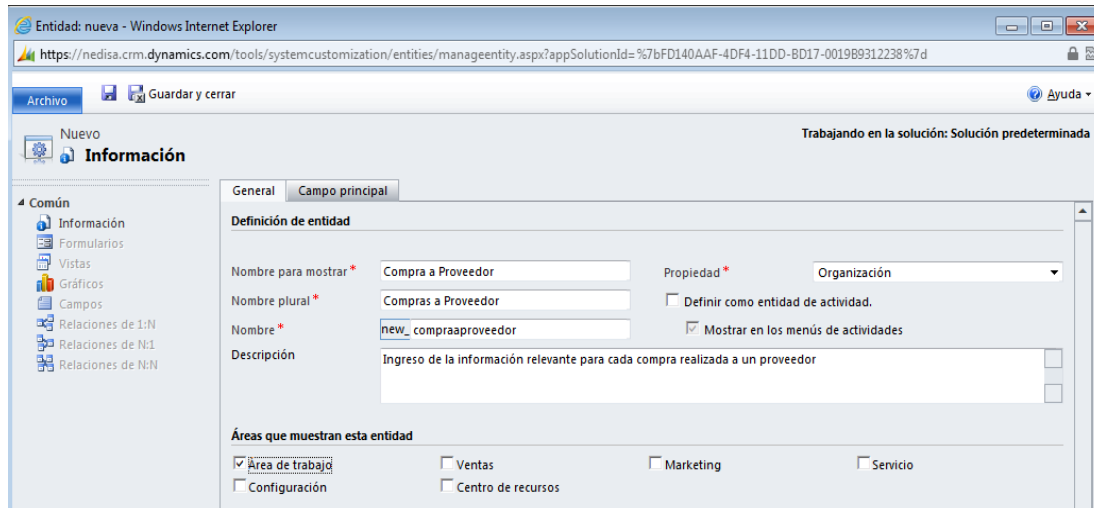 Entidad: nueva - Windows Internet Explorer
https://nedisa.crm.dynamics.com/tools/systemcustomization/entities/manageentity.aspx?appSolutionId=%7bFD140AAF-4DF4-11DD-BD17-0019B9312238%7d
Archivo Guardar y cerrar Ayuda
Nuevo
Información
Trabajando en la solución: Solución predeterminada
Común
Información
Formularios
Vistas
Gráficos
Campos
Relaciones de 1:N
Relaciones de N:1
Relaciones de N:N
General Campo principal
Definición de entidad
Nombre para mostrar* Compra a Proveedor Propiedad* Organización
Nombre plural* Compras a Proveedor Definir como entidad de actividad.
Nombre* new_ compraaproveedor Mostrar en los menús de actividades
Descripción Ingreso de la información relevante para cada compra realizada a un proveedor
Áreas que muestran esta entidad
Área de trabajo Ventas Marketing Servicio
Configuración Centro de recursos